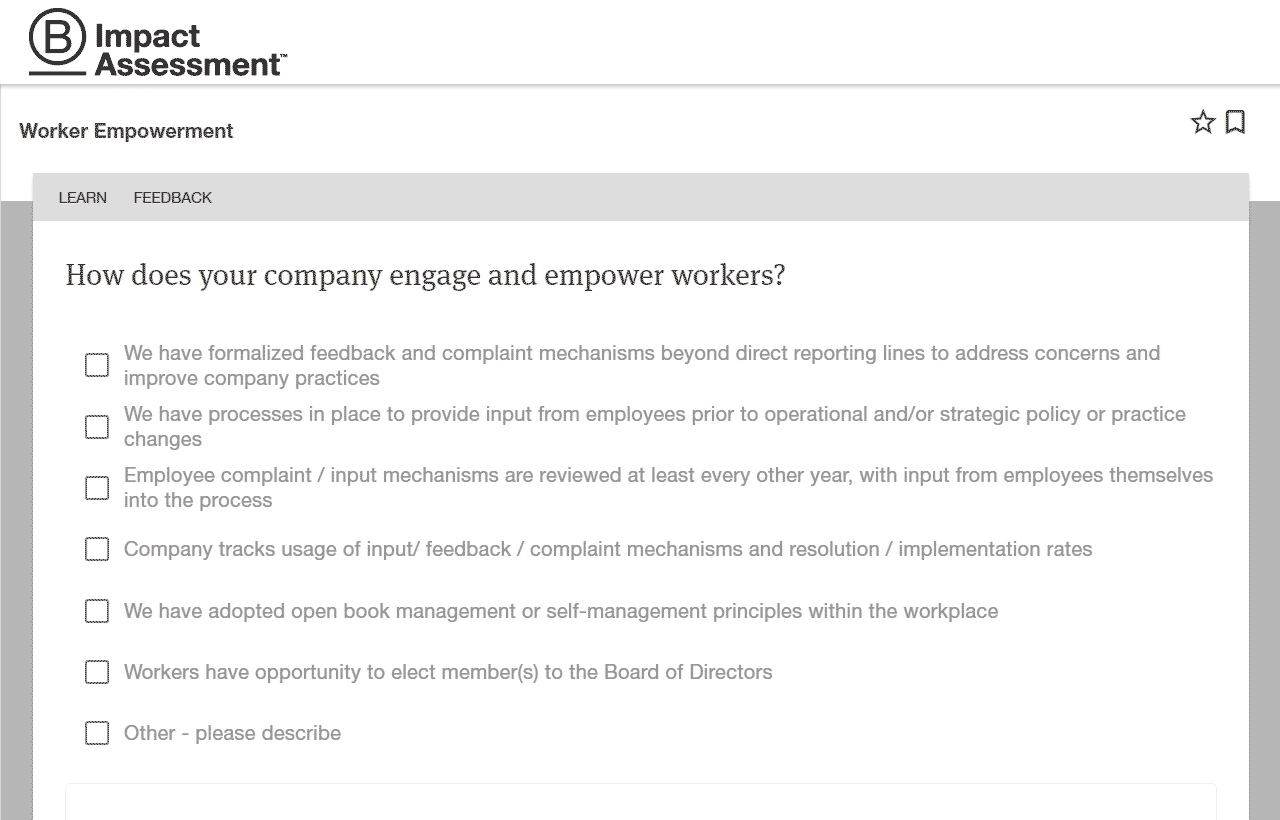 B Impact
Assessment™
Worker Empowerment
LEARN FEEDBACK
How does your company engage and empower workers?
We have formalized feedback and complaint mechanisms beyond direct reporting lines to address concerns and
improve company practices
We have processes in place to provide input from employees prior to operational and/or strategic policy or practice
changes
Employee complaint / input mechanisms are reviewed at least every other year, with input from employees themselves
into the process
Company tracks usage of input/ feedback / complaint mechanisms and resolution / implementation rates
We have adopted open book management or self-management principles within the workplace
Workers have opportunity to elect member(s) to the Board of Directors
Other - please describe